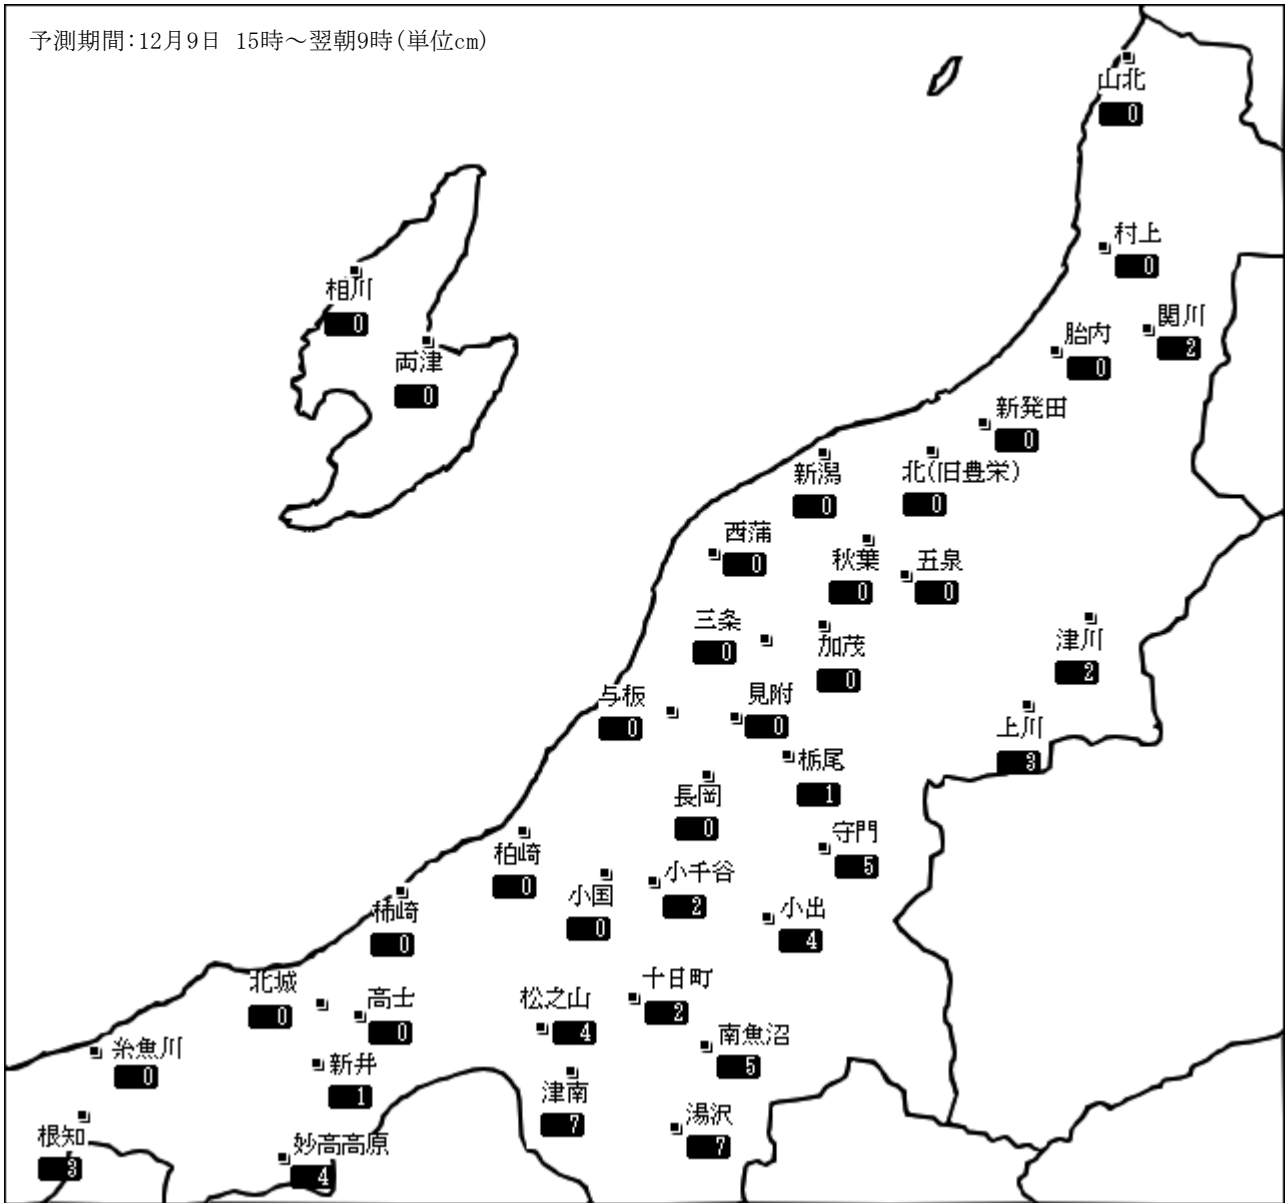 予測期間:12月9日 15時～翌朝9時(単位cm)
山北
0
村上
0
相川
0
関川
2
胎内
0
両津
0
新発田
0
新潟
0
北(旧豊栄)
0
西蒲
0
秋葉
0
五泉
0
三条
0
加茂
0
津川
2
与板
0
見附
0
上川
3
栃尾
1
長岡
0
守門
5
柏崎
0
小国
0
小千谷
2
小出
4
柿崎
0
北城
0
高士
0
松之山
4
十日町
2
糸魚川
0
新井
1
南魚沼
5
津南
7
湯沢
7
根知
3
妙高高原
4